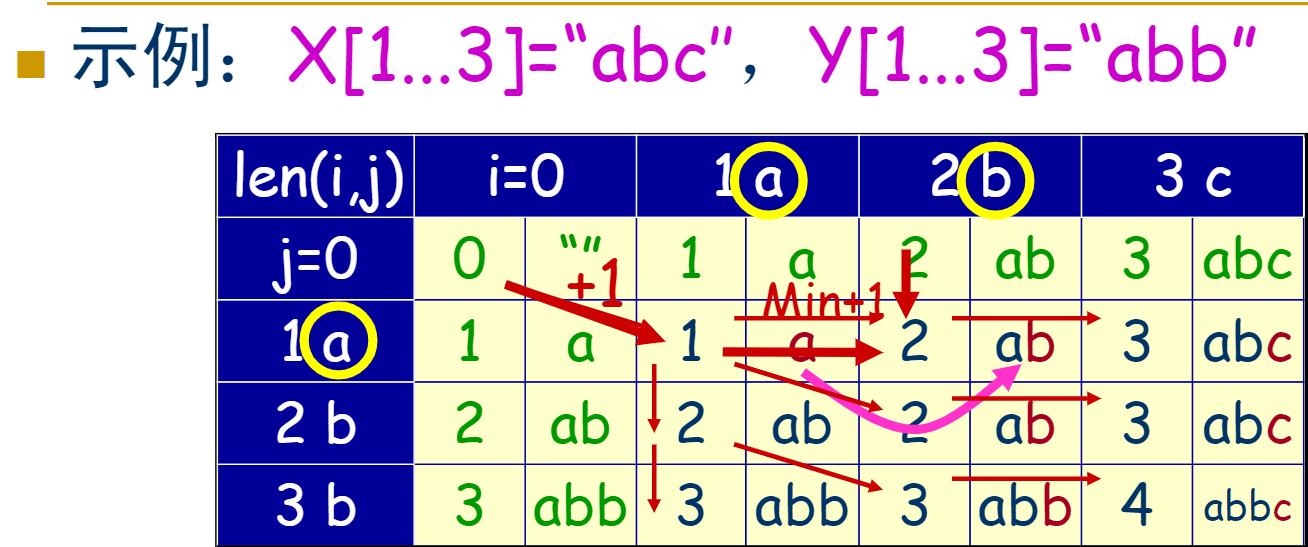 示例：X[1…3]=“abc”，Y[1…3]=“abb”
len(i,j) i=0 1 a 2 b 3 c
j=0 0 “” 1 a 2 ab 3 abc
+1 Min+1
1 a 1 a 1 a 2 ab 3 abc
2 b 2 ab 2 ab 2 ab 3 abc
3 b 3 abb 3 abb 3 abb 4 abbc